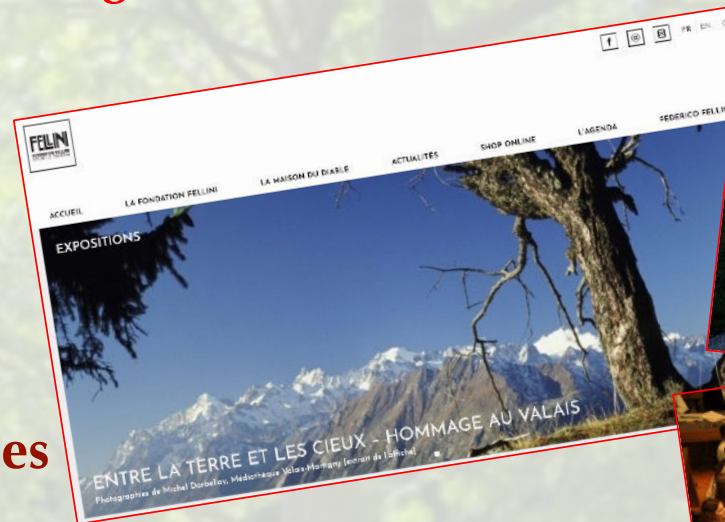 FR EN
FELLINI
ACCUEIL LA FONDATION FELLINI LA MAISON DU DIABLE ACTUALITÉS SHOP ONLINE L'AGENDA FEDERICO FELLI
EXPOSITIONS
ENTRE LA TERRE ET LES CIEUX - HOMMAGE AU VALAIS
Photographies de Michel Darbellay, Médiathèque Valais-Martigny (extrait de l'affiche)
es